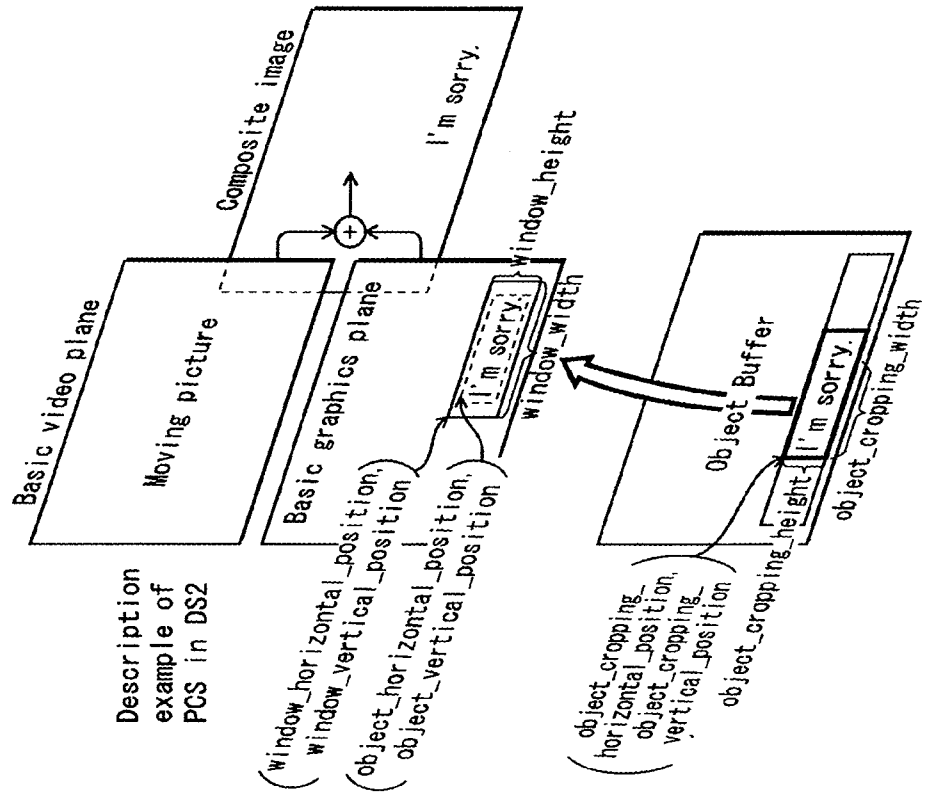 Description
example of
PCS in DS2
Basic video plane
Moving picture
Composite image
I'm sorry.
Basic graphics plane
I'm sorry.
window_height
window_width
(window_horizontal_position,
window_vertical_position)
(object_horizontal_position,
object_vertical_position)
Object Buffer
I'm sorry.
(object_cropping_
horizontal_position,
object_cropping_
vertical_position)
object_cropping_height
object_cropping_width